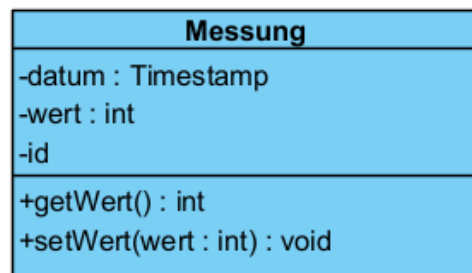 Messung
-datum : Timestamp
-wert : int
-id
+getWert() : int
+setWert(wert : int) : void